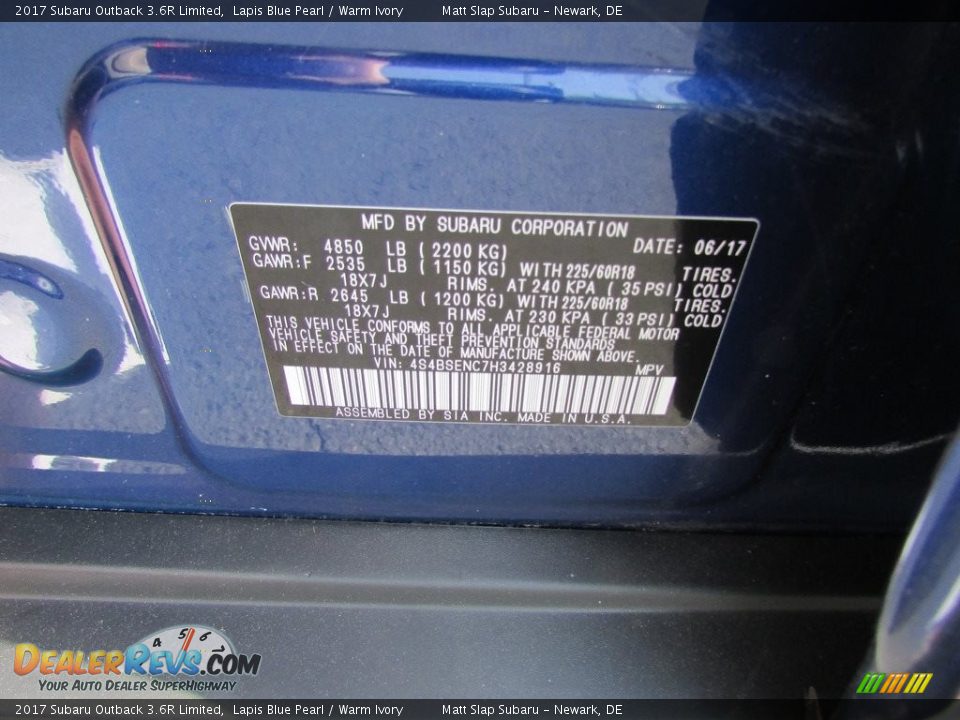 2017 Subaru Outback 3.6R Limited, Lapis Blue Pearl / Warm Ivory Matt Slap Subaru - Newark, DE
MFD BY SUBARU CORPORATION
GVWR: 4850 LB ( 2200 KG) DATE: 06/17
GAWR:F 2535 LB ( 1150 KG) WITH 225/60R18 TIRES.
18X7J RIMS. AT 240 KPA ( 35 PSI) COLD
GAWR:R 2645 LB ( 1200 KG) WITH 225/60R18 TIRES.
18X7J RIMS. AT 230 KPA ( 33 PSI) COLD
THIS VEHICLE CONFORMS TO ALL APPLICABLE FEDERAL MOTOR
VEHICLE SAFETY AND THEFT PREVENTION STANDARDS
IN EFFECT ON THE DATE OF MANUFACTURE SHOWN ABOVE.
VIN: 4S4BSENC7H3428916 MPV
ASSEMBLED BY SIA INC. MADE IN U.S.A.
4 5 6
DEALERREVS.COM
YOUR AUTO DEALER SUPERHIGHWAY
2017 Subaru Outback 3.6R Limited, Lapis Blue Pearl / Warm Ivory Matt Slap Subaru - Newark, DE